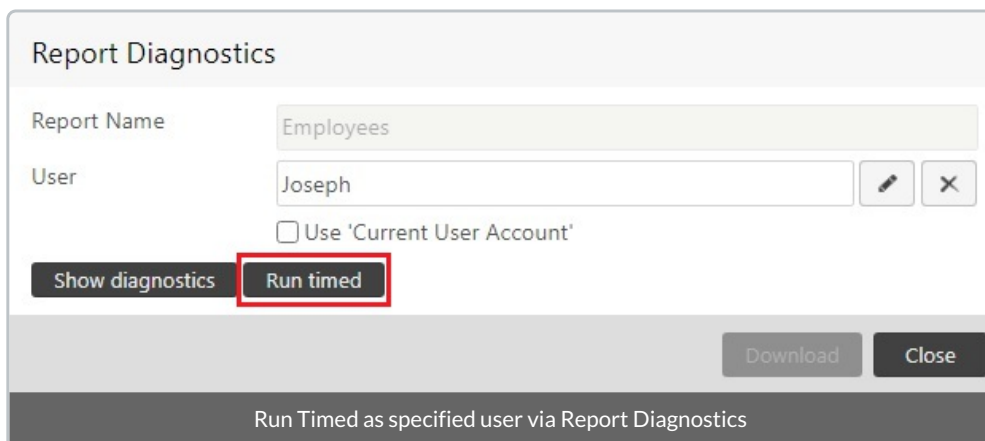 Report Diagnostics
Report Name Employees
User Joseph
Use 'Current User Account'
Show diagnostics Run timed
Download Close
Run Timed as specified user via Report Diagnostics